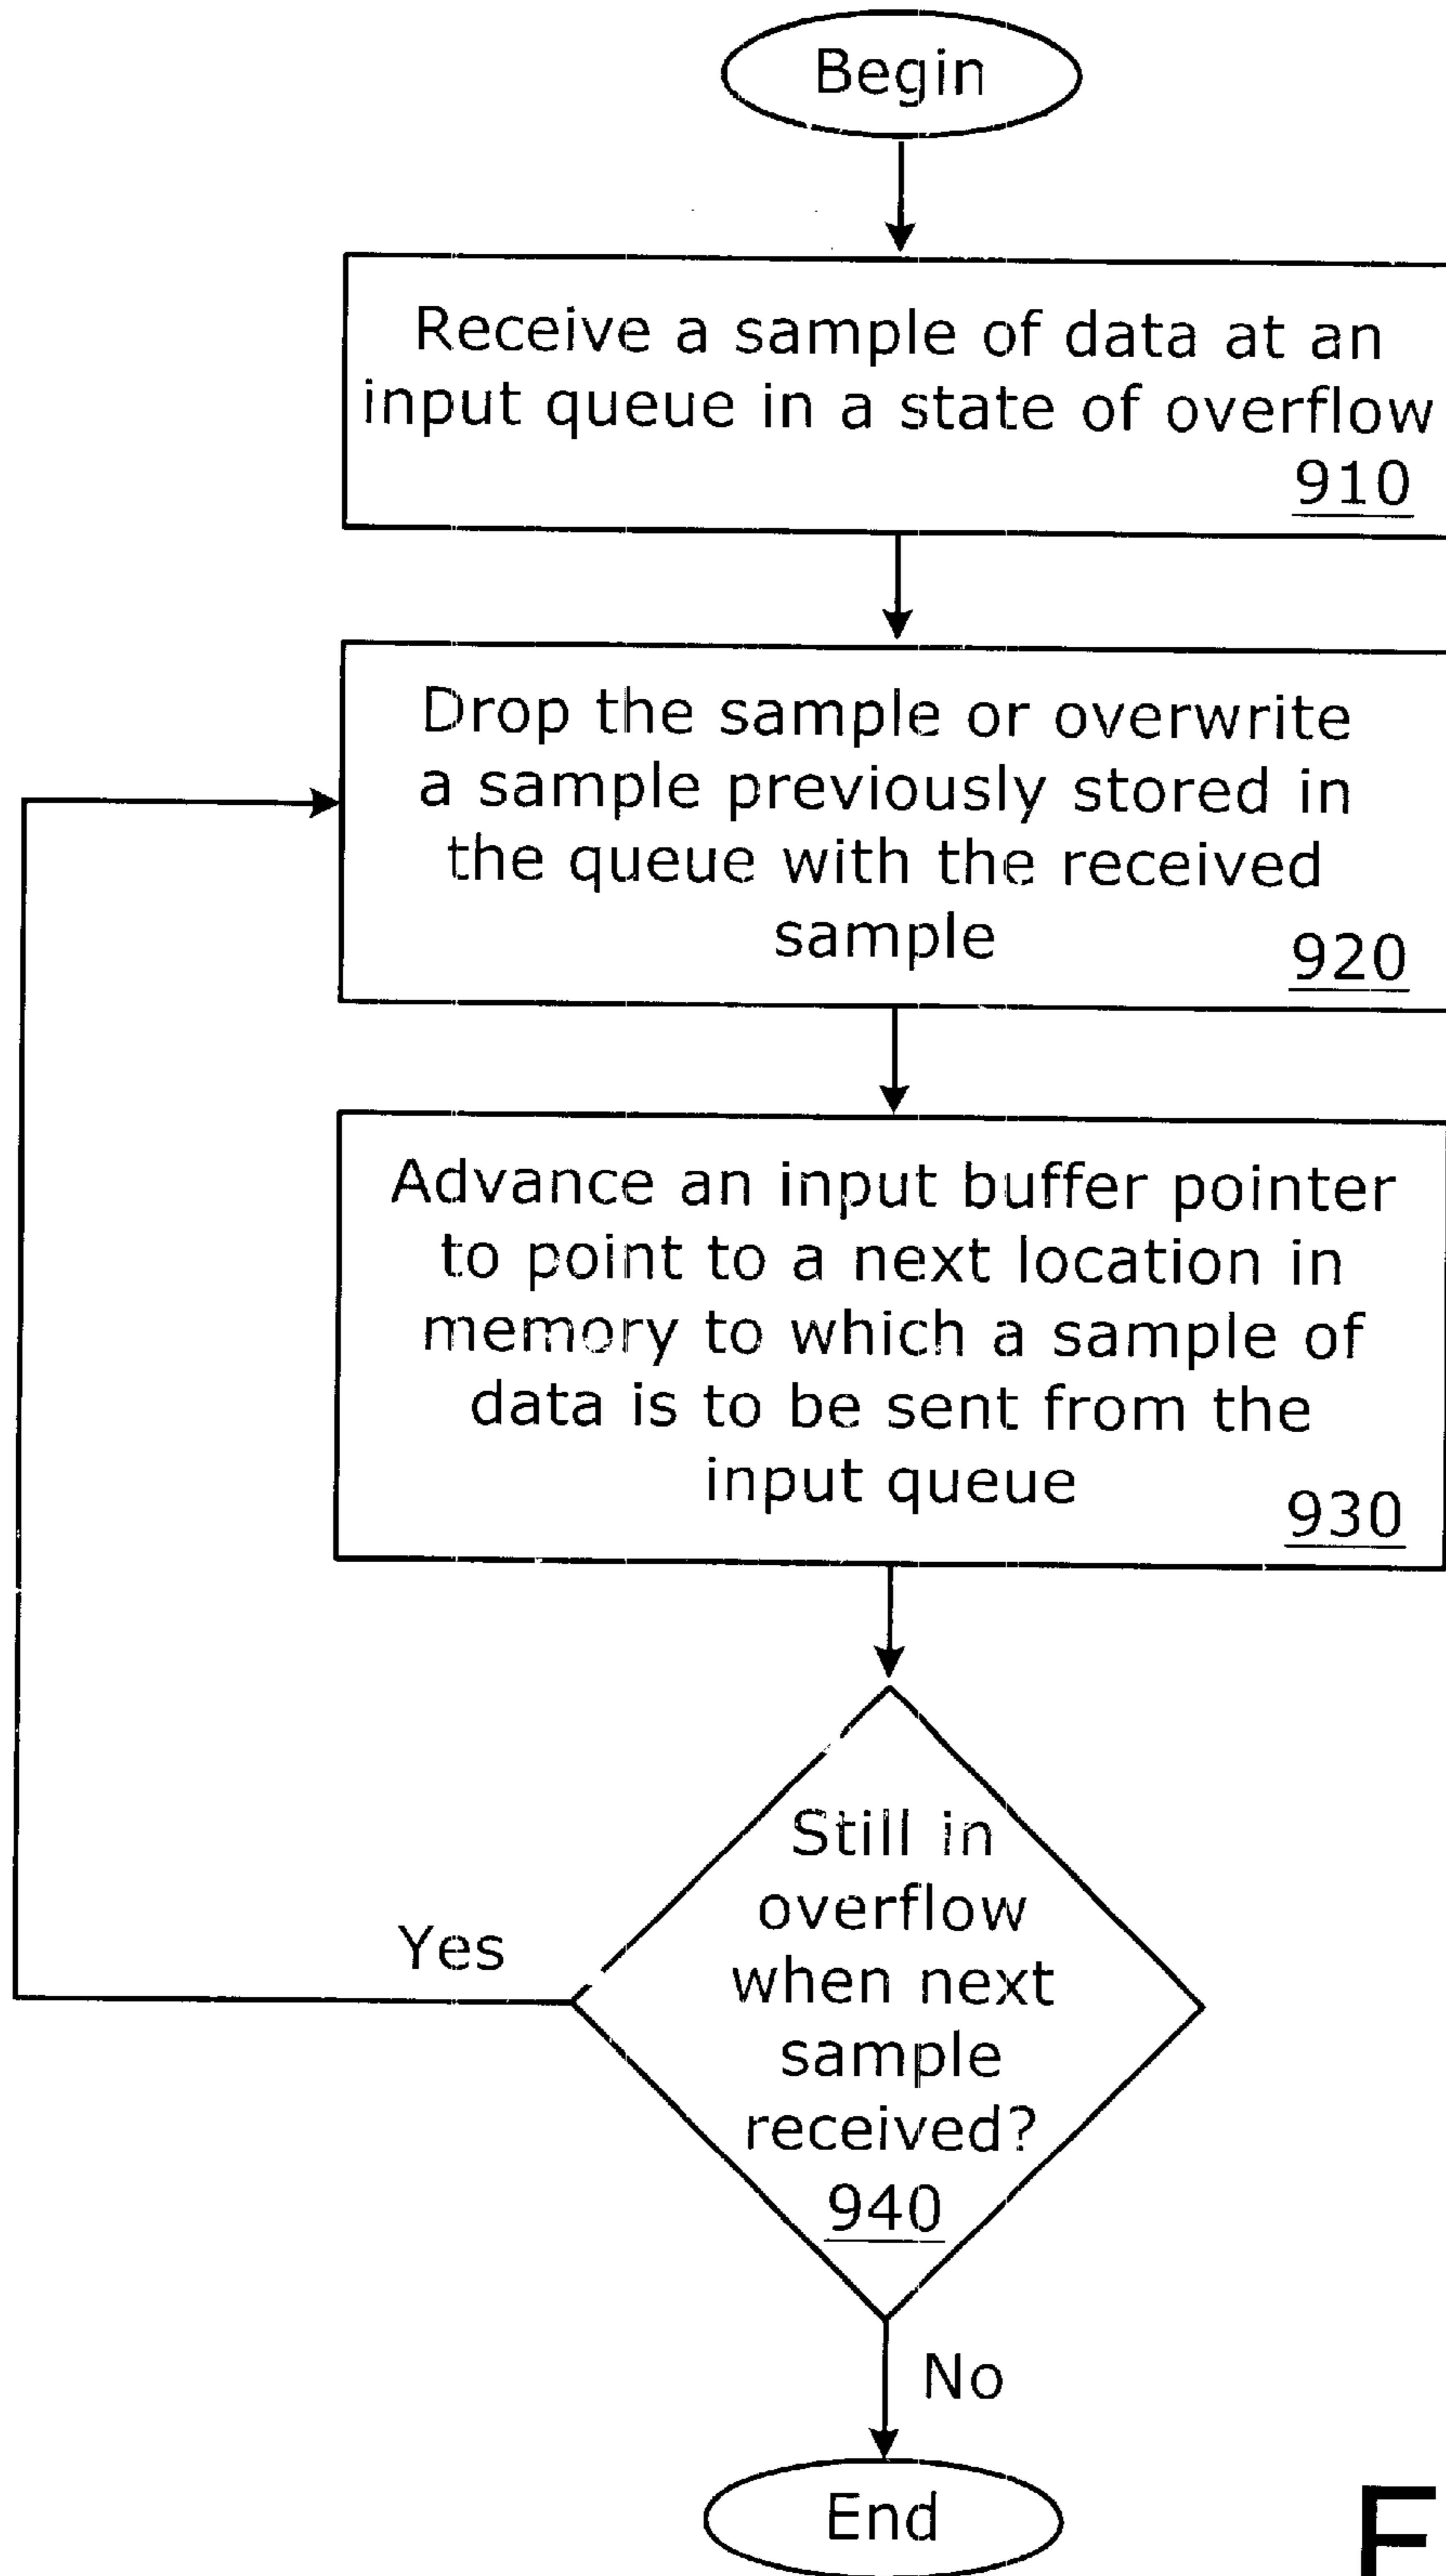 Begin
Receive a sample of data at an
input queue in a state of overflow
910
Drop the sample or overwrite
a sample previously stored in
the queue with the received
sample
920
Advance an input buffer pointer
to point to a next location in
memory to which a sample of
data is to be sent from the
input queue
930
Still in
overflow
when next
sample
received?
940
Yes
No
End
F